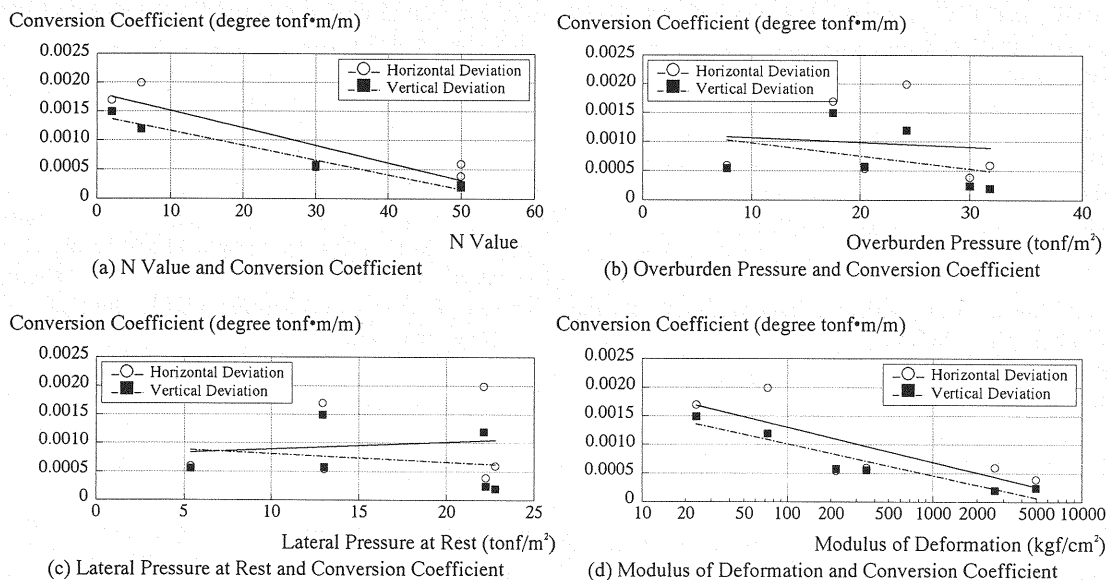 Conversion Coefficient (degree tonf•m/m)
0.0025
0.0020
0.0015
0.0010
0.0005
0
0 10 20 30 40 50 60
Horizontal Deviation
Vertical Deviation
N Value
(a) N Value and Conversion Coefficient
Conversion Coefficient (degree tonf•m/m)
0.0025
0.0020
0.0015
0.0010
0.0005
0
0 10 20 30 40
Horizontal Deviation
Vertical Deviation
Overburden Pressure (tonf/m²)
(b) Overburden Pressure and Conversion Coefficient
Conversion Coefficient (degree tonf•m/m)
0.0025
0.0020
0.0015
0.0010
0.0005
0
0 5 10 15 20 25
Horizontal Deviation
Vertical Deviation
Lateral Pressure at Rest (tonf/m²)
(c) Lateral Pressure at Rest and Conversion Coefficient
Conversion Coefficient (degree tonf•m/m)
0.0025
0.0020
0.0015
0.0010
0.0005
0
10 20 50 100 200 500 1000 2000 5000 10000
Horizontal Deviation
Vertical Deviation
Modulus of Deformation (kgf/cm²)
(d) Modulus of Deformation and Conversion Coefficient